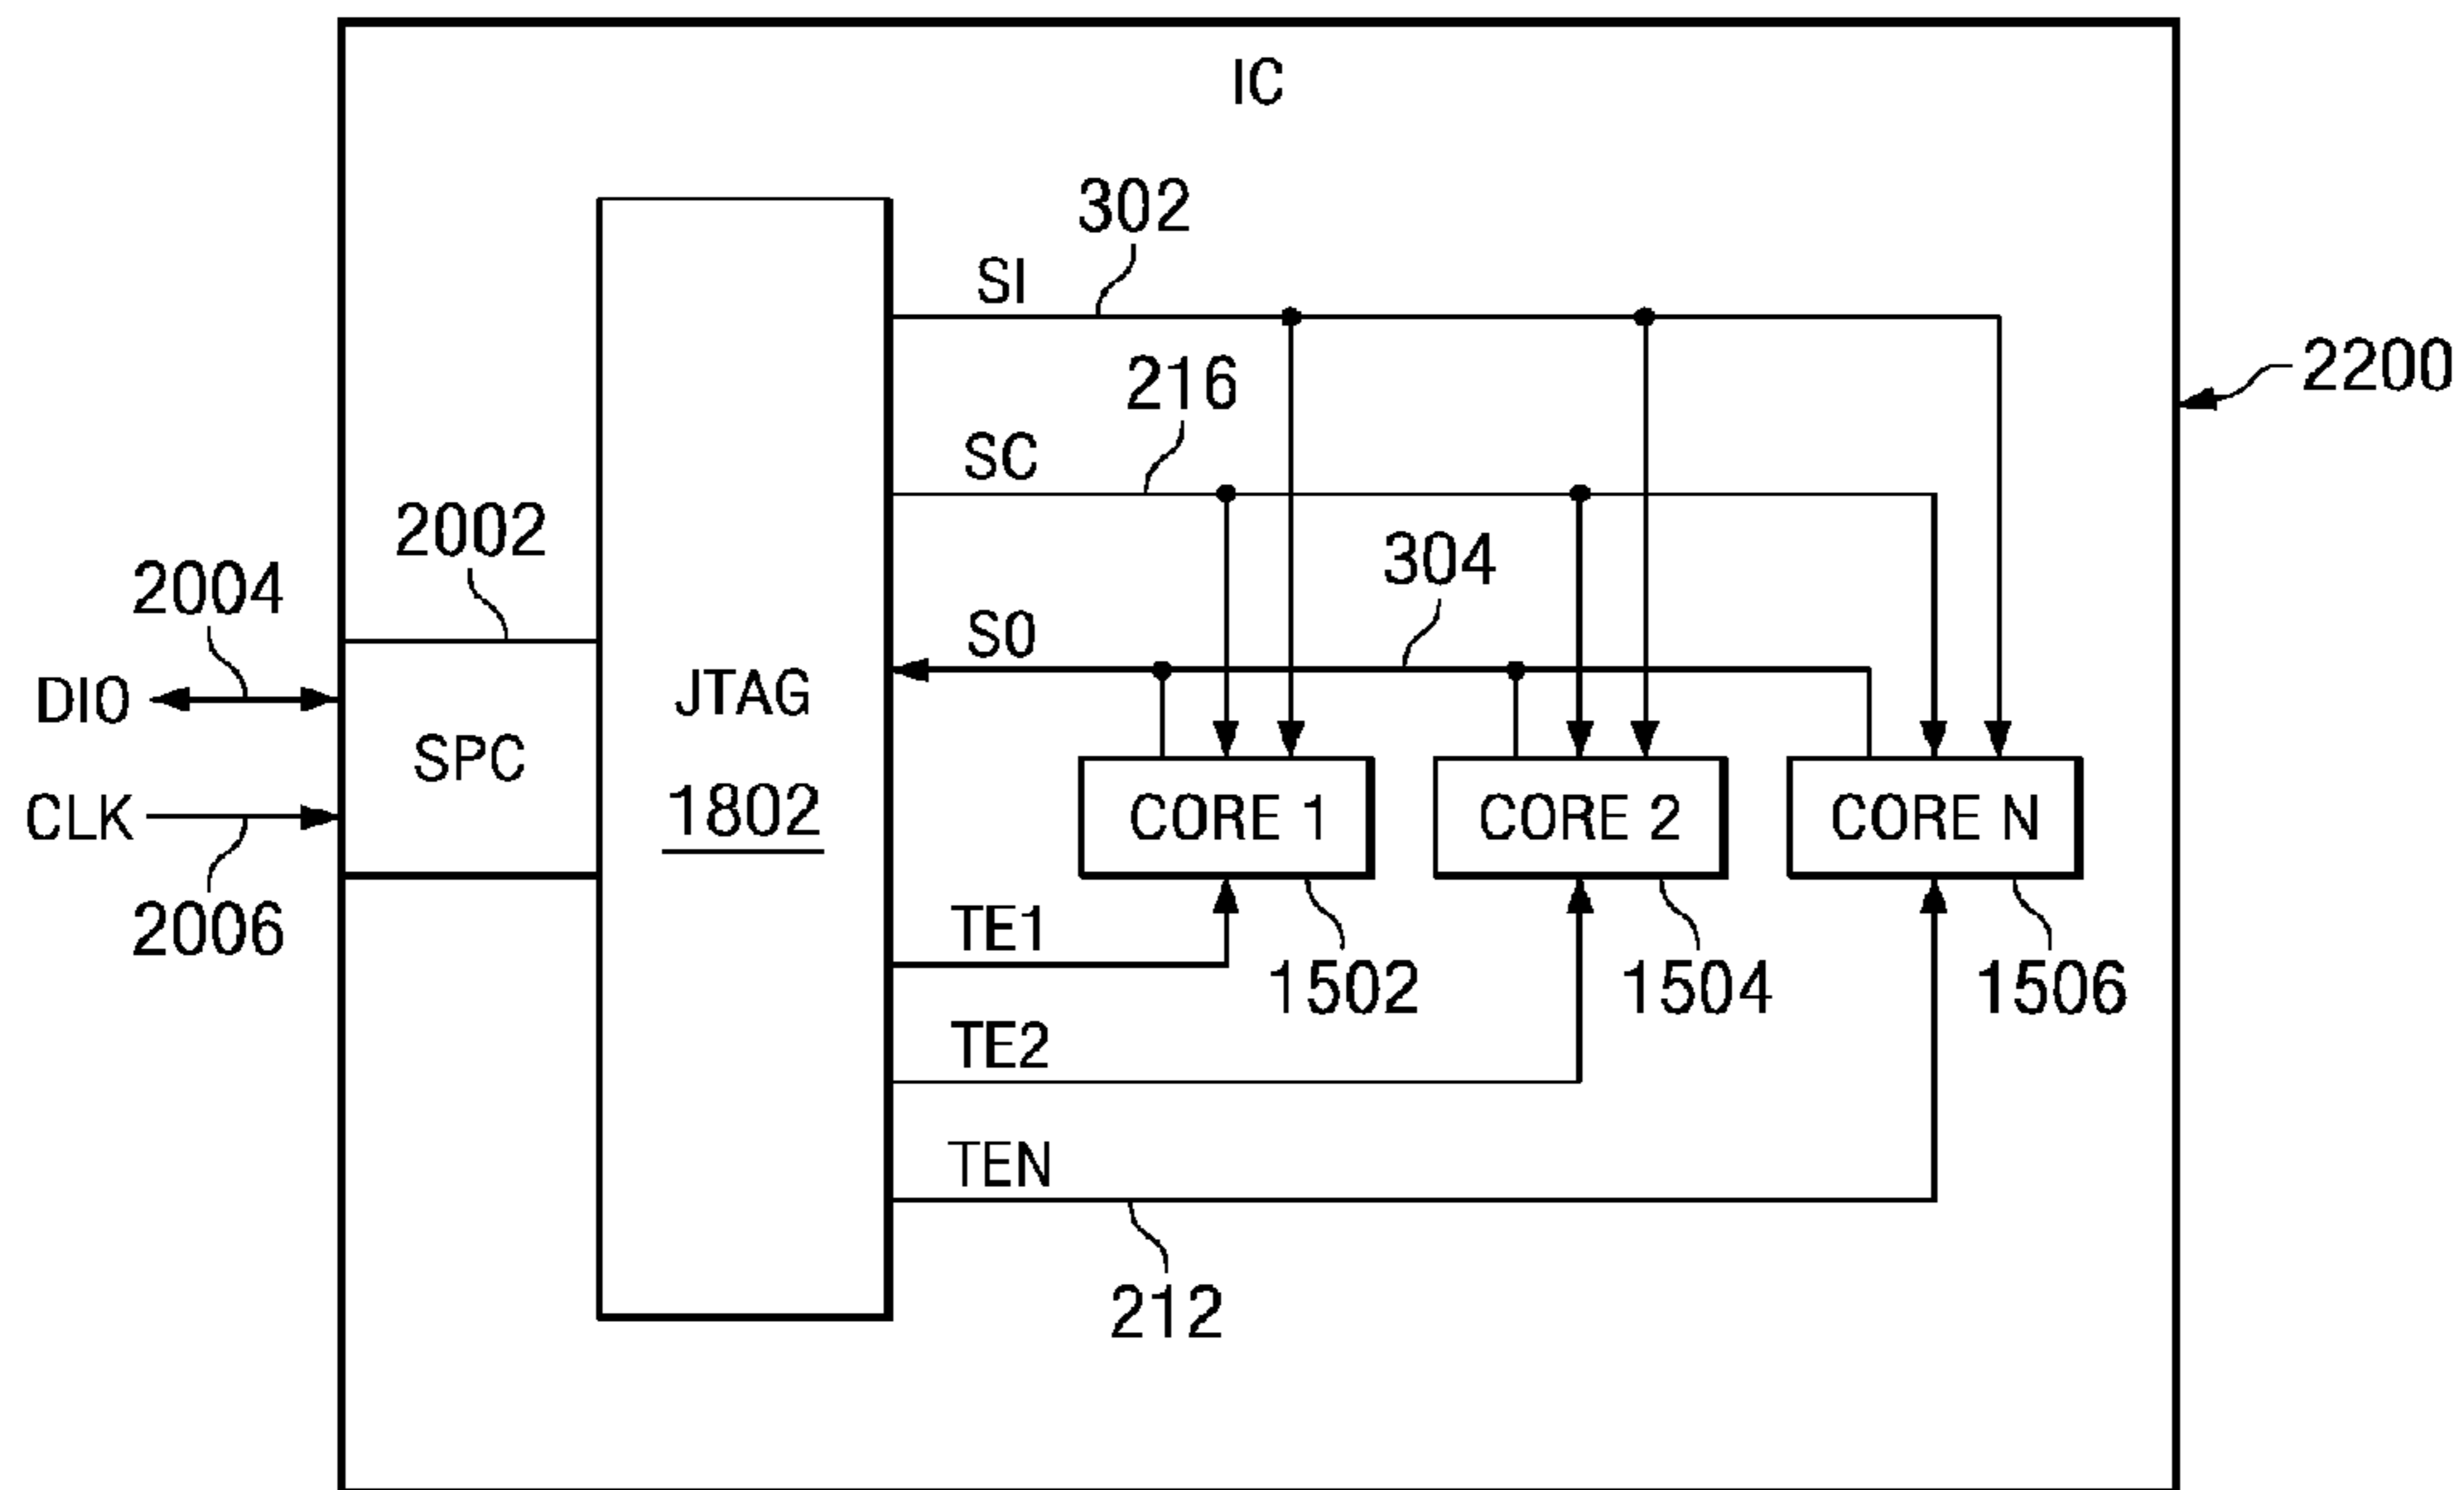 IC
302
SI
2200
216
SC
2002
304
2004
SO
JTAG
DIO
SPC
1802
CORE 1
CORE 2
CORE N
CLK
2006
TE1
1502
1504
1506
TE2
TEN
212